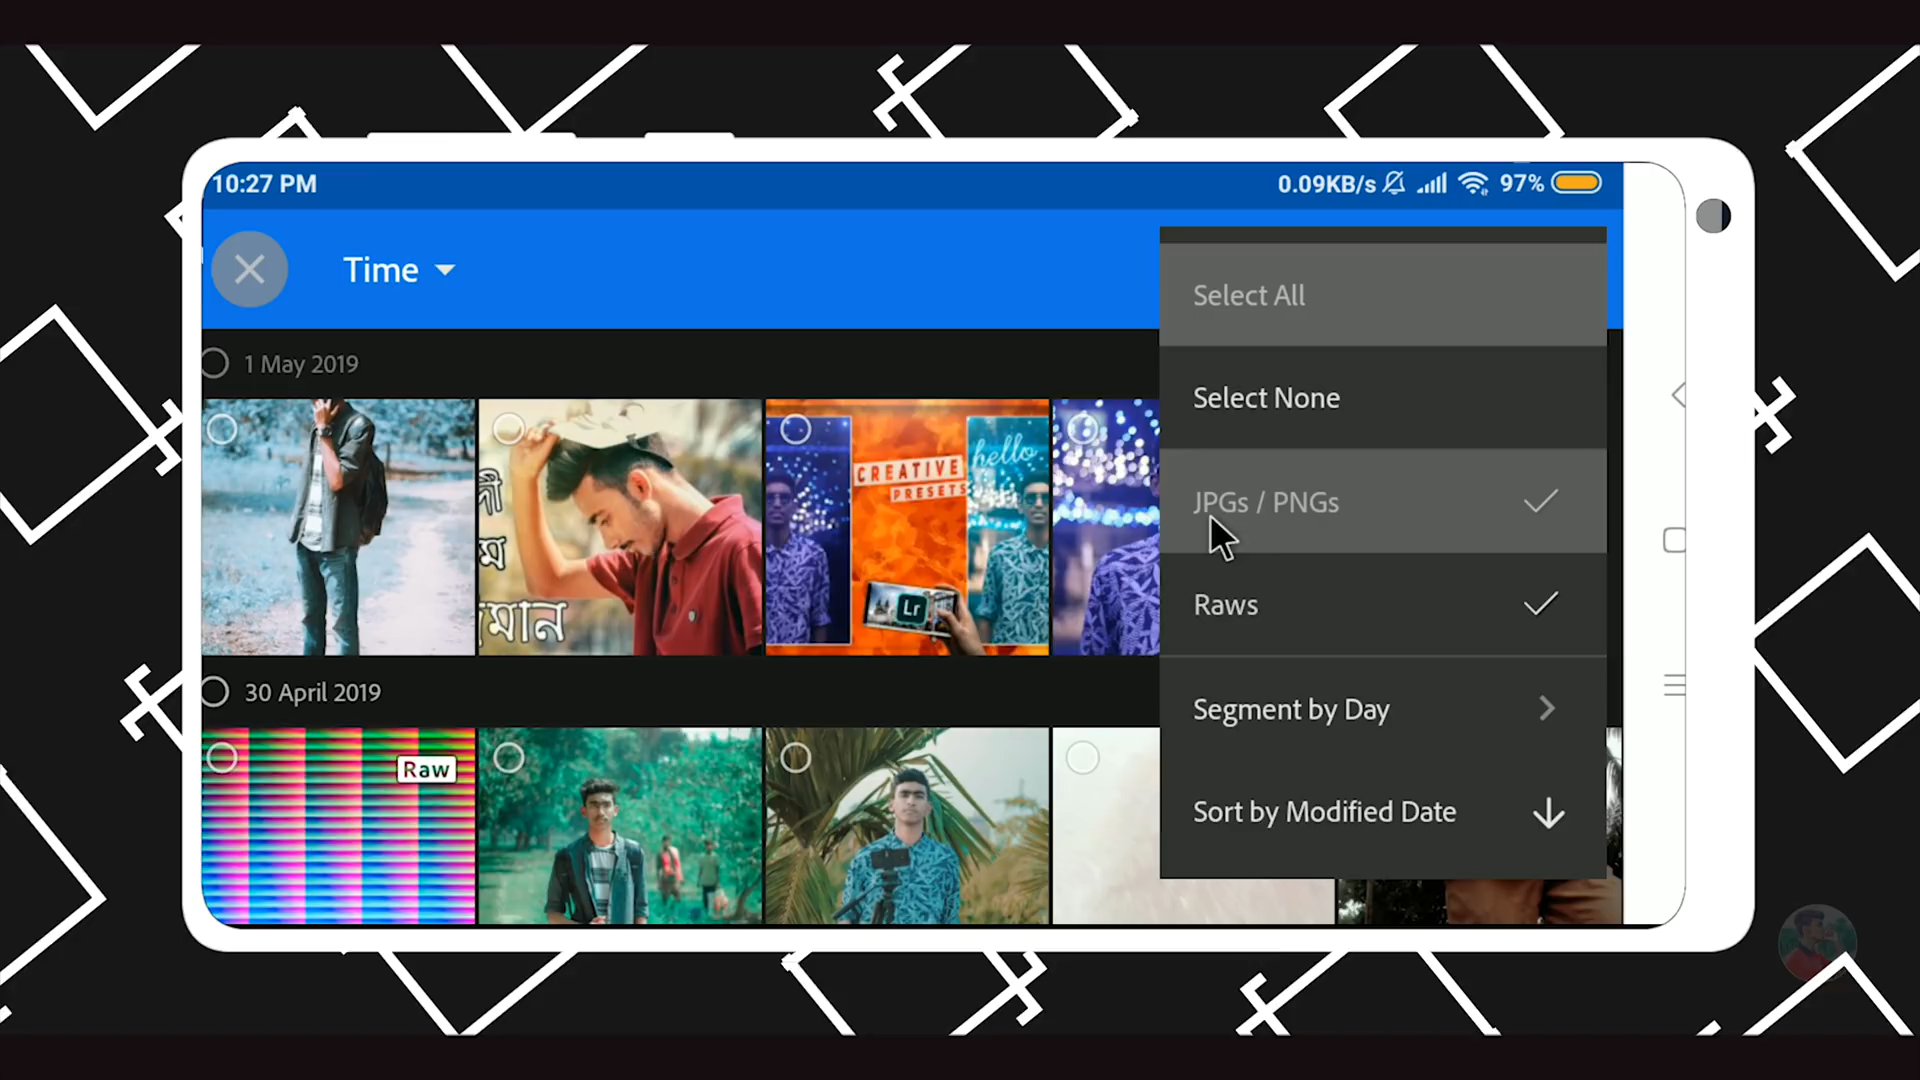 10:27 PM
0.09KB/s
97%
Time
Select All
Select None
JPGs / PNGs
Raws
Segment by Day
Sort by Modified Date
1 May 2019
CREATIVE
PRESETS
hello
Lr
মান
30 April 2019
Raw